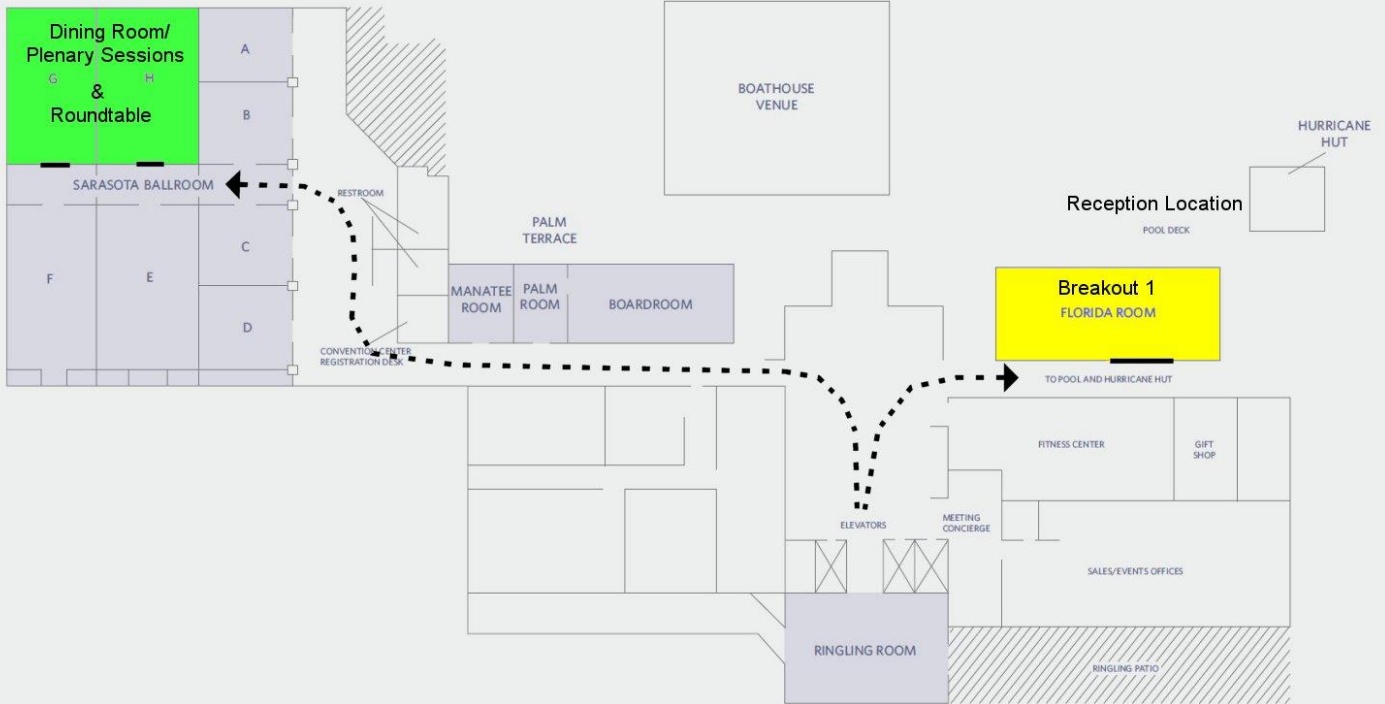 Dining Room/
Plenary Sessions
G
H
&
Roundtable
A
B
SARASOTA BALLROOM
C
D
E
F
RESTROOM
CONVENTION CENTER
REGISTRATION DESK
MANATEE
ROOM
PALM
ROOM
BOARDROOM
PALM
TERRACE
BOATHOUSE
VENUE
HURRICANE
HUT
Reception Location
POOL DECK
Breakout 1
FLORIDA ROOM
TO POOL AND HURRICANE HUT
FITNESS CENTER
GIFT
SHOP
ELEVATORS
MEETING
CONCIERGE
SALES/EVENTS OFFICES
RINGLING ROOM
RINGLING PATIO